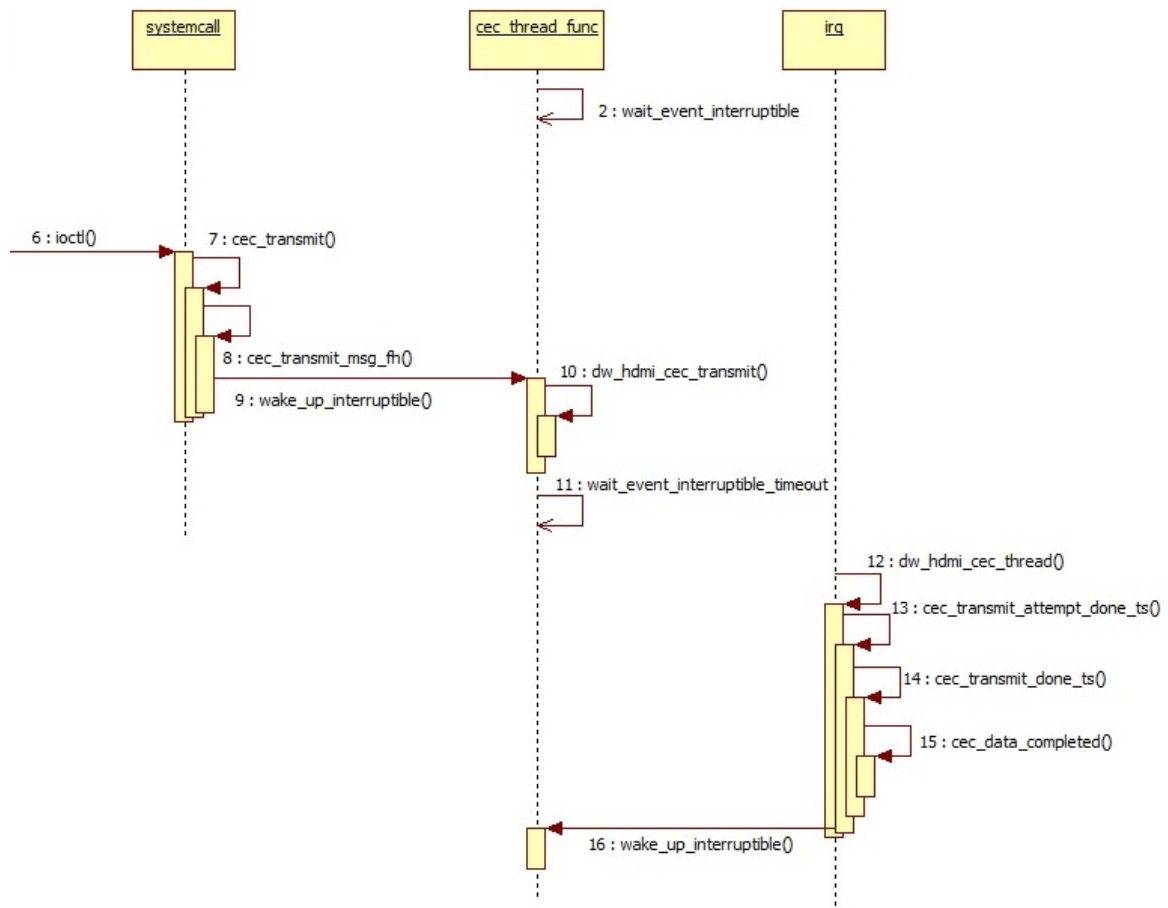 systemcall
cec_thread_func
irq
2 : wait_event_interruptible
6 : ioctl()
7 : cec_transmit()
8 : cec_transmit_msg_fh()
10 : dw_hdmi_cec_transmit()
9 : wake_up_interruptible()
11 : wait_event_interruptible_timeout
12 : dw_hdmi_cec_thread()
13 : cec_transmit_attempt_done_ts()
14 : cec_transmit_done_ts()
15 : cec_data_completed()
16 : wake_up_interruptible()